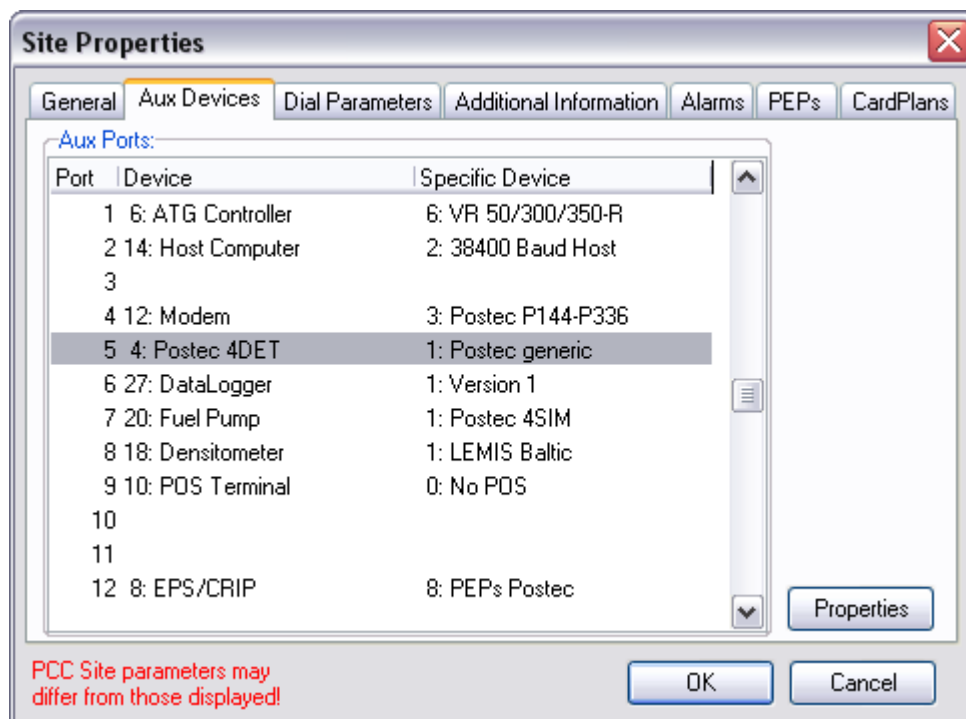 Site Properties
General Aux Devices Dial Parameters Additional Information Alarms PEPs CardPlans
Aux Ports:
Port Device Specific Device
1 6: ATG Controller 6: VR 50/300/350-R
2 14: Host Computer 2: 38400 Baud Host
3
4 12: Modem 3: Postec P144-P336
5 4: Postec 4DET 1: Postec generic
6 27: DataLogger 1: Version 1
7 20: Fuel Pump 1: Postec 4SIM
8 18: Densitometer 1: LEMIS Baltic
9 10: POS Terminal 0: No POS
10
11
12 8: EPS/CRIP 8: PEPs Postec
Properties
PCC Site parameters may
differ from those displayed!
OK Cancel